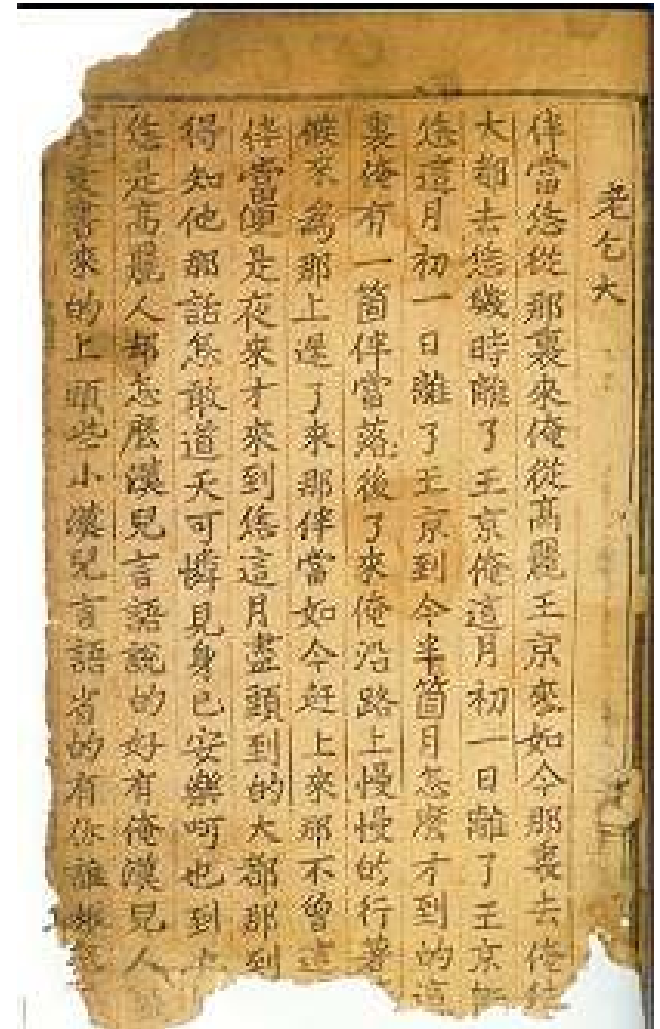 老乞大
伴當恁從那裏來俺從高麗王京來如今那裏去俺往
大都去恁幾時離了王京俺這月初一日離了王京
恁這月初一日離了王京到今半箇月怎麽才到的這
裏俺有一箇伴當落後了來俺沿路上慢慢的行着
候來爲那上遲了來那伴當如今赶上來那不曾這
伴當便是夜來才來到恁這月盡頭到的大都那到
得知他那話怎敢道天可憐見身已安樂呵也到
恁是高麗人却怎麽漢兒言語說的好有俺漢兒人
上文書來的上頭些小漢兒言語省的有你誰根底